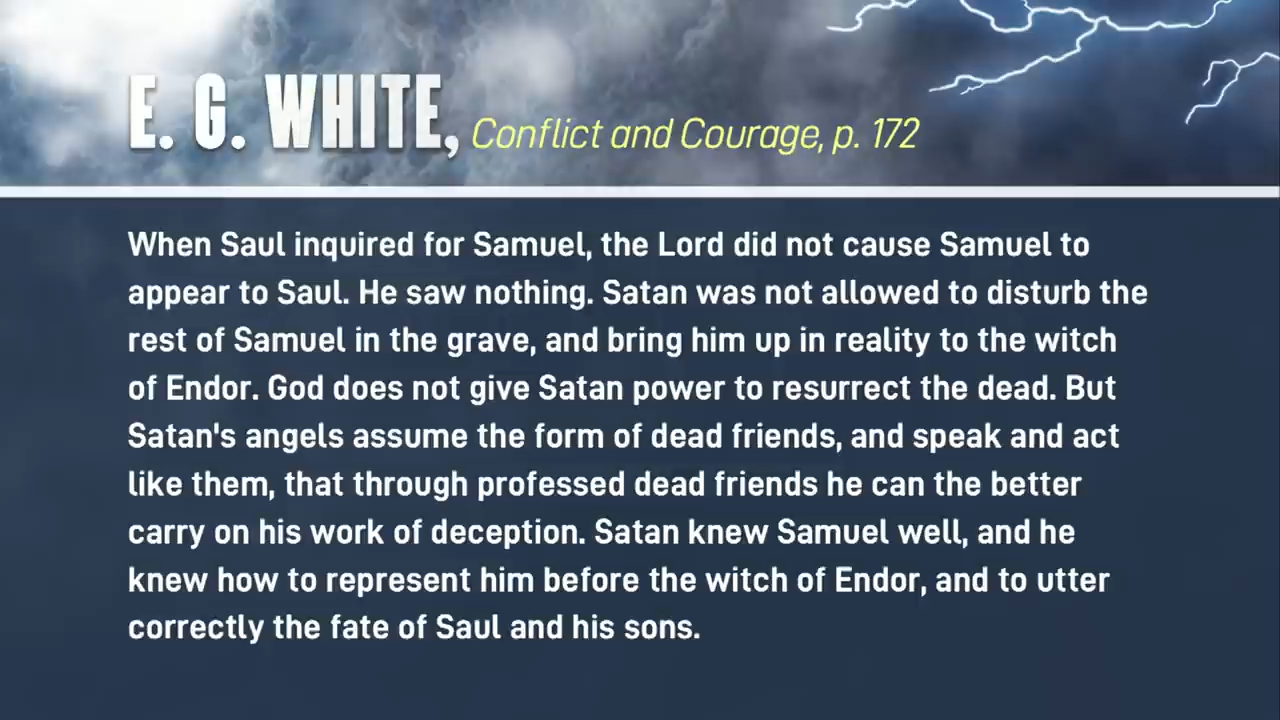 E. G. WHITE, Conflict and Courage, p. 172
When Saul inquired for Samuel, the Lord did not cause Samuel to
appear to Saul. He saw nothing. Satan was not allowed to disturb the
rest of Samuel in the grave, and bring him up in reality to the witch
of Endor. God does not give Satan power to resurrect the dead. But
Satan's angels assume the form of dead friends, and speak and act
like them, that through professed dead friends he can the better
carry on his work of deception. Satan knew Samuel well, and he
knew how to represent him before the witch of Endor, and to utter
correctly the fate of Saul and his sons.